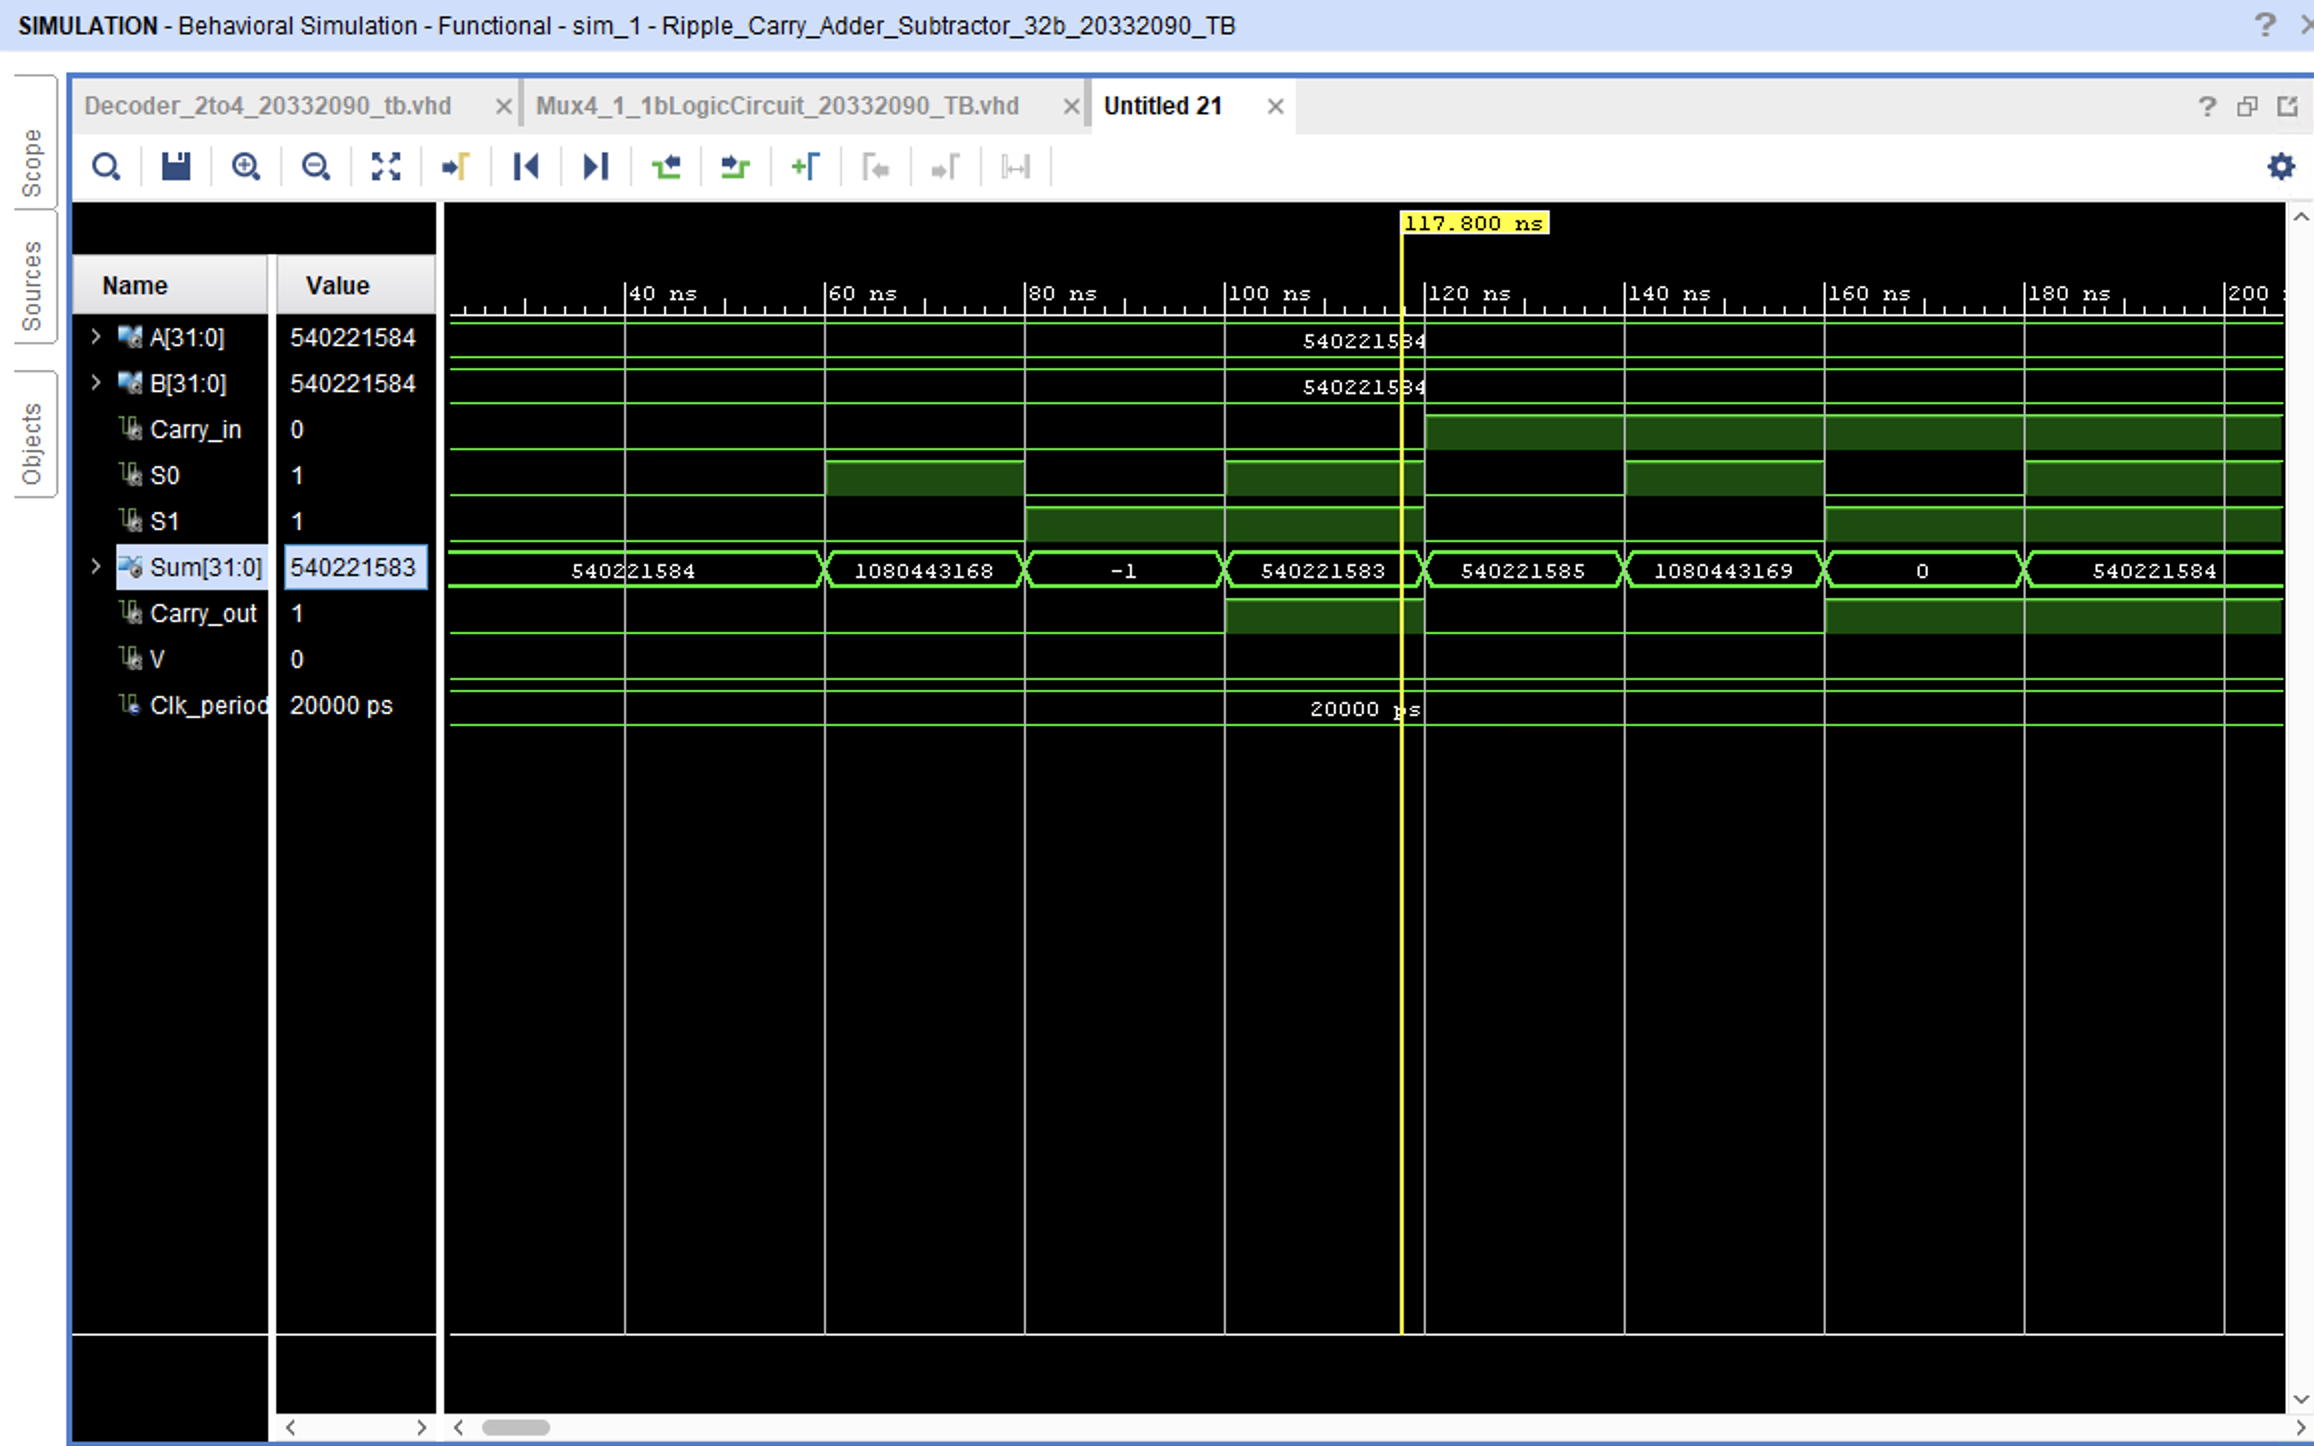 SIMULATION - Behavioral Simulation - Functional - sim_1 - Ripple_Carry_Adder_Subtractor_32b_20332090_TB
Decoder_2to4_20332090_tb.vhd
Mux4_1_1bLogicCircuit_20332090_TB.vhd
Untitled 21
Scope
Sources
Objects
117.800 ns
Name Value
40 ns 60 ns 80 ns 100 ns 120 ns 140 ns 160 ns 180 ns 200
A[31:0] 540221584 540221584
B[31:0] 540221584 540221584
Carry_in 0
S0 1
S1 1
Sum[31:0] 540221583 540221584 1080443168 -1 540221583 540221585 1080443169 0 540221584
Carry_out 1
V 0
Clk_period 20000 ps 20000 ps